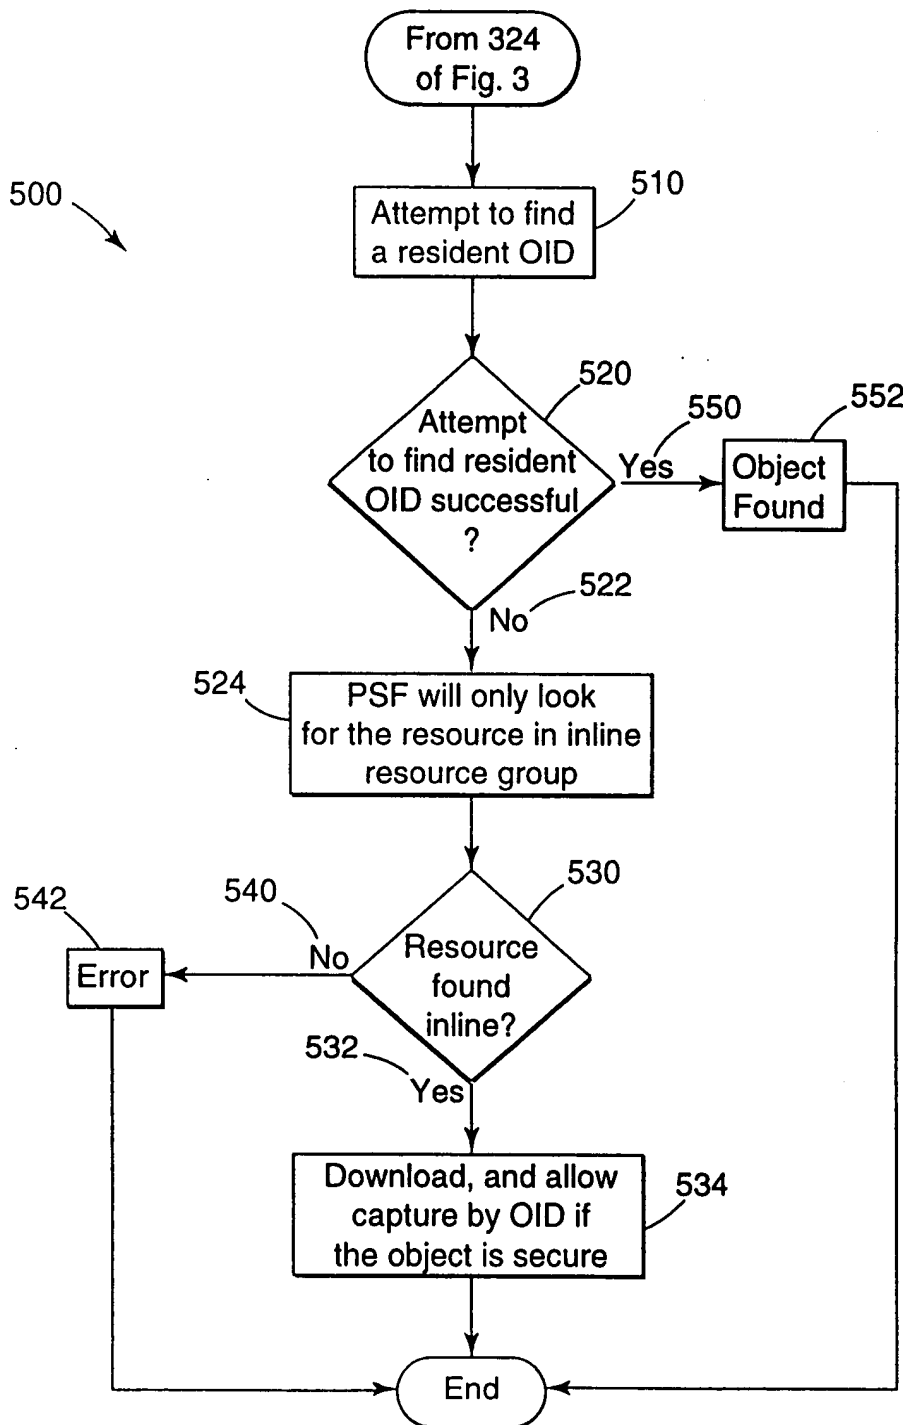 From 324
of Fig. 3
500
510
Attempt to find
a resident OID
520
Attempt
to find resident
OID successful
?
550
Yes
552
Object
Found
522
No
524
PSF will only look
for the resource in inline
resource group
530
Resource
found
inline?
540
No
542
Error
532
Yes
534
Download, and allow
capture by OID if
the object is secure
End